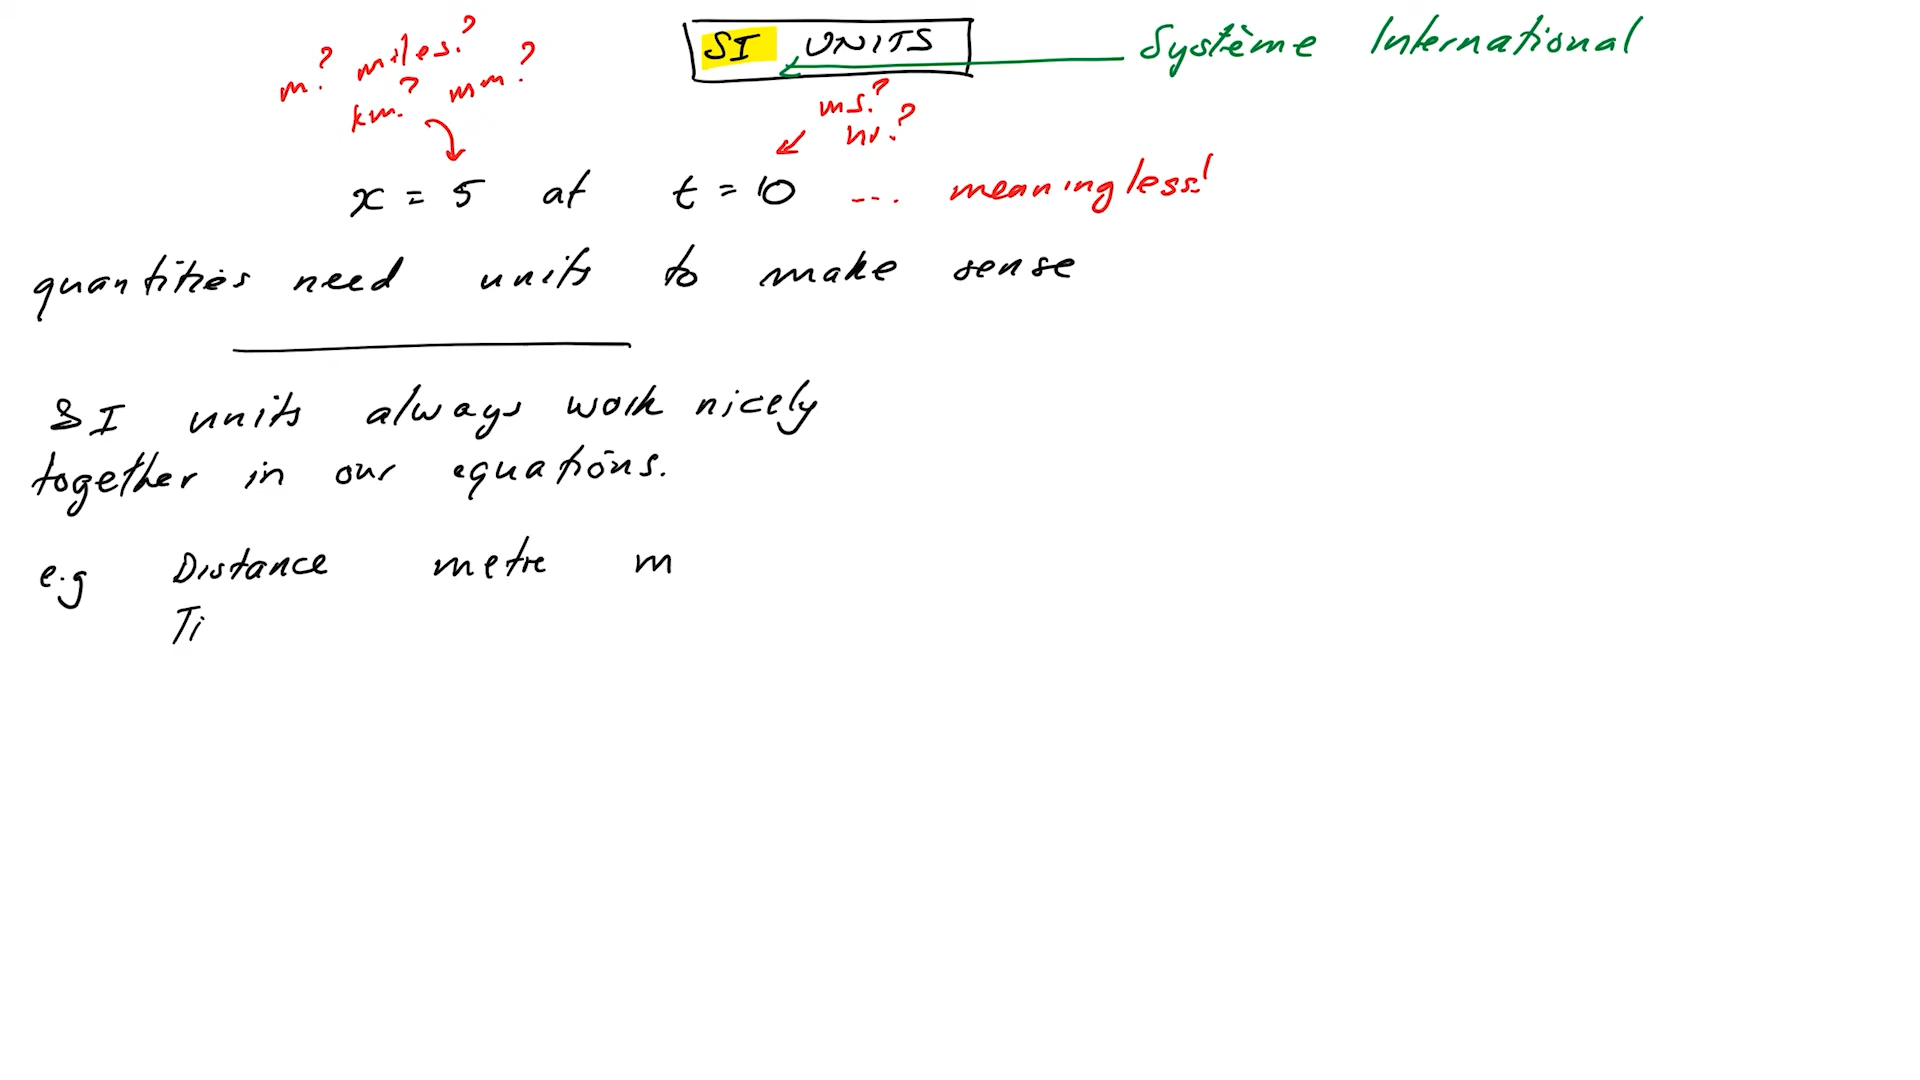 SI UNITS
Système International
m? miles?
km? mm?
ms?
hr?
x = 5 at t = 10 ... meaningless!
quantities need units to make sense
SI units always work nicely
together in our equations.
e.g Distance metre m
Ti